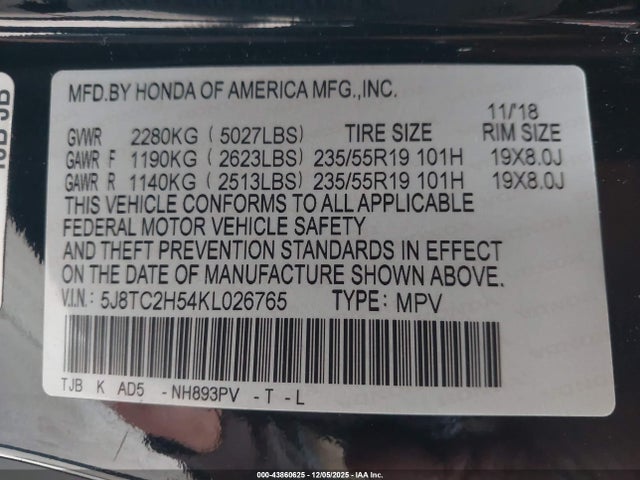 MFD.BY HONDA OF AMERICA MFG.,INC.
11/'18
GVWR 2280KG (5027LBS) TIRE SIZE RIM SIZE
GAWR F 1190KG (2623LBS) 235/55R19 101H 19X8.0J
GAWR R 1140KG (2513LBS) 235/55R19 101H 19X8.0J
THIS VEHICLE CONFORMS TO ALL APPLICABLE
FEDERAL MOTOR VEHICLE SAFETY
AND THEFT PREVENTION STANDARDS IN EFFECT
ON THE DATE OF MANUFACTURE SHOWN ABOVE.
V.I.N.: 5J8TC2H54KL026765 TYPE: MPV
TJB K AD5 -NH893PV -T -L
000-43860625 - 12/05/2025 - IAA Inc.